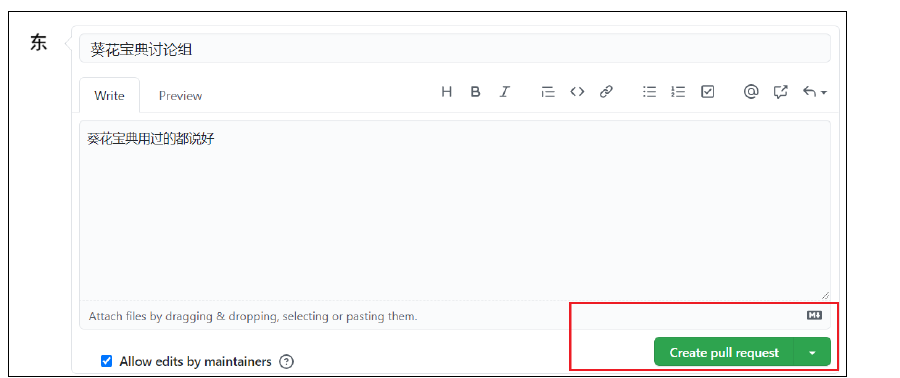 东
葵花宝典讨论组
Write Preview H B I <> @
葵花宝典用过的都说好
Attach files by dragging & dropping, selecting or pasting them.
Create pull request
Allow edits by maintainers ?